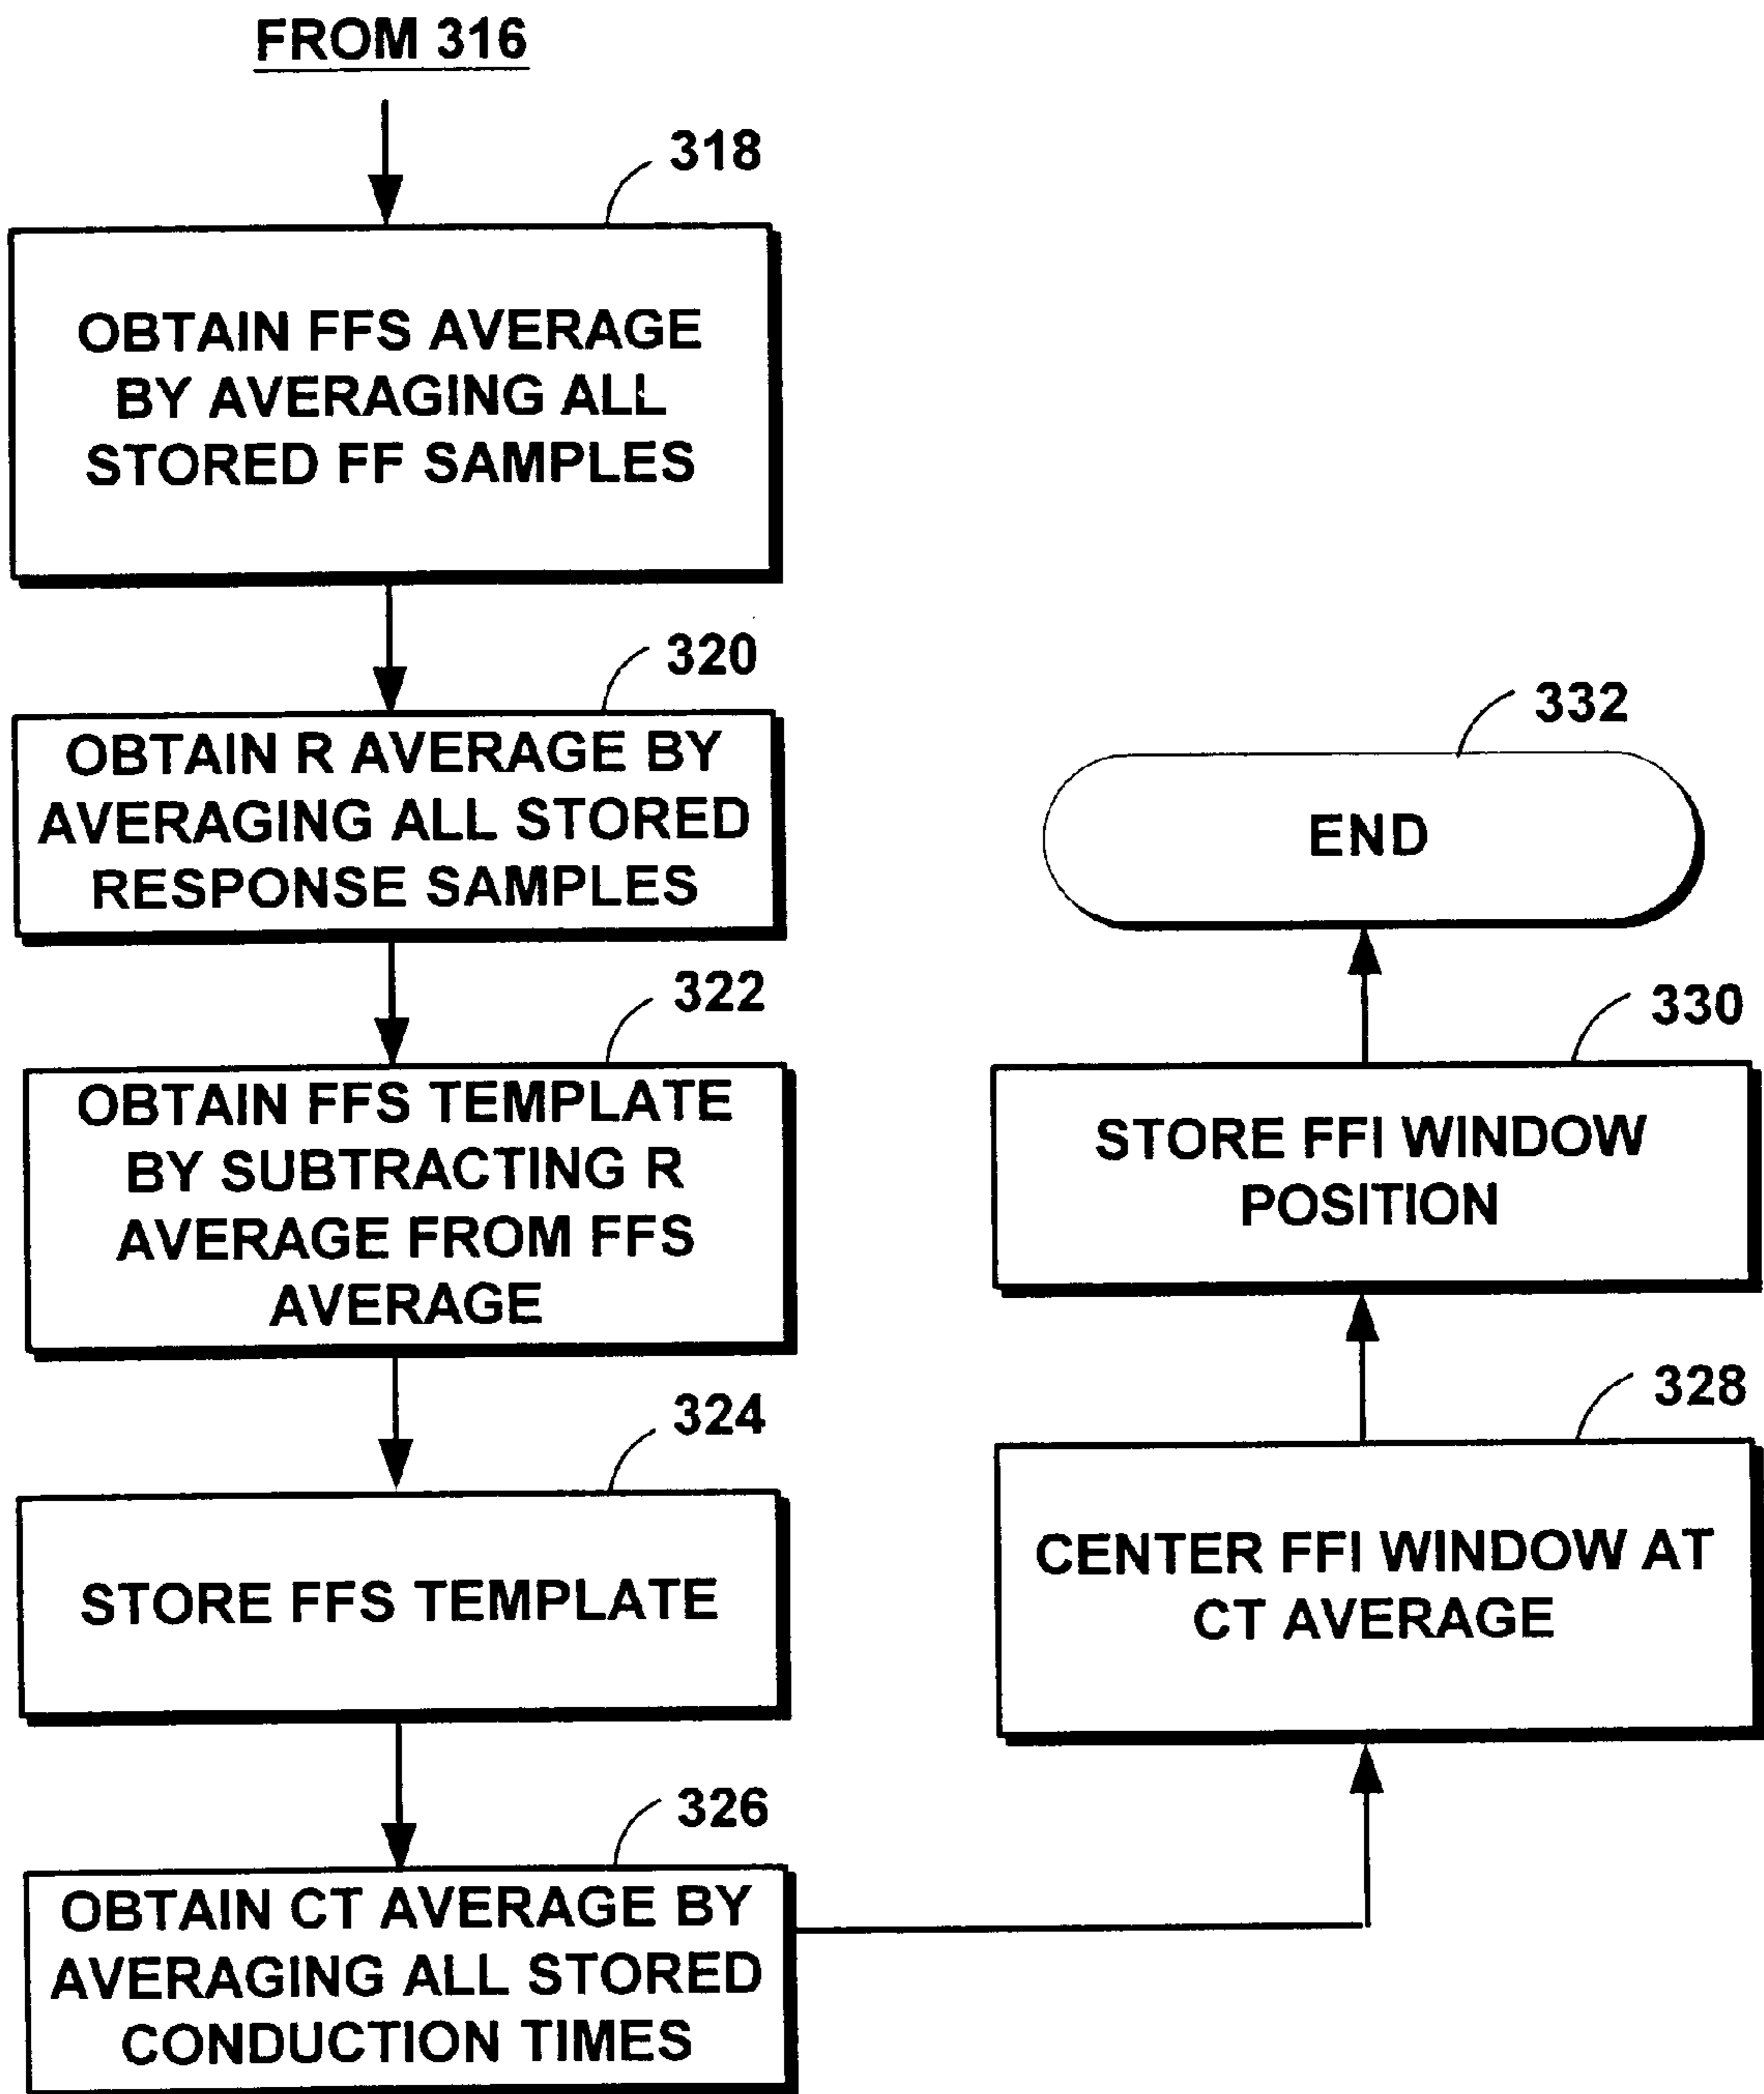 FROM 316
318
OBTAIN FFS AVERAGE
BY AVERAGING ALL
STORED FF SAMPLES
320
OBTAIN R AVERAGE BY
AVERAGING ALL STORED
RESPONSE SAMPLES
322
OBTAIN FFS TEMPLATE
BY SUBTRACTING R
AVERAGE FROM FFS
AVERAGE
324
STORE FFS TEMPLATE
326
OBTAIN CT AVERAGE BY
AVERAGING ALL STORED
CONDUCTION TIMES
328
CENTER FFI WINDOW AT
CT AVERAGE
330
STORE FFI WINDOW
POSITION
332
END